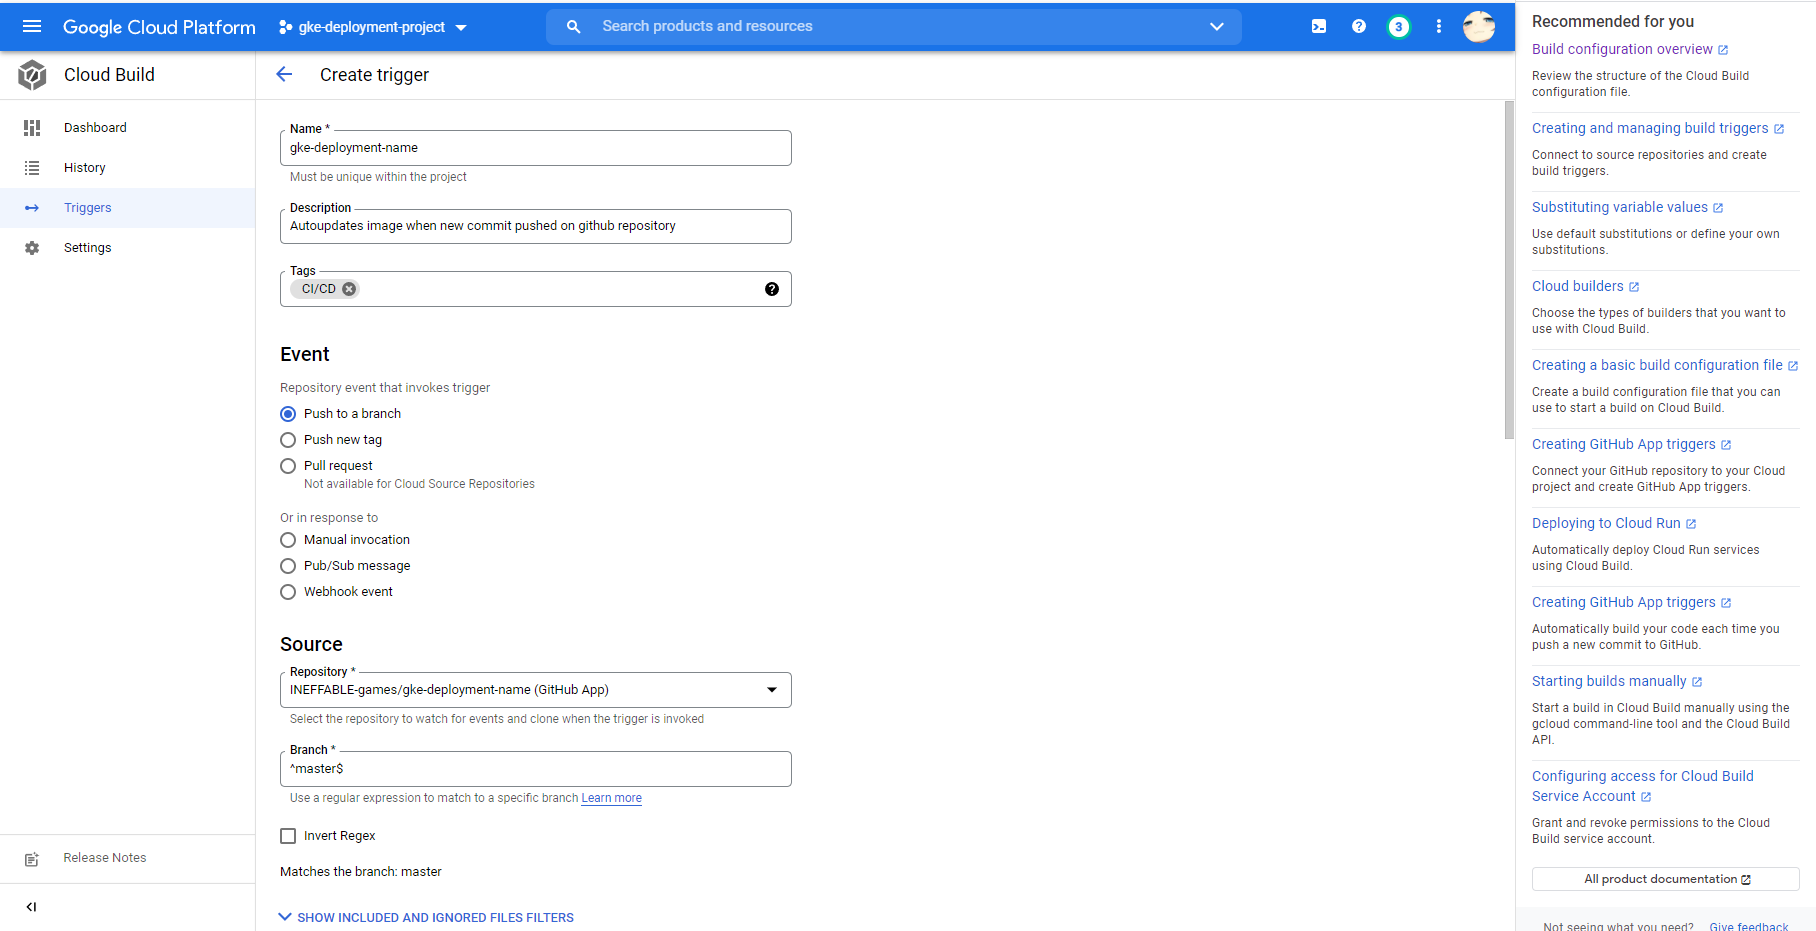 Google Cloud Platform
gke-deployment-project
Search products and resources
3
Cloud Build
Create trigger
Dashboard
History
Triggers
Settings
Release Notes
Name *
gke-deployment-name
Must be unique within the project
Description
Autoupdates image when new commit pushed on github repository
Tags
CI/CD
Event
Repository event that invokes trigger
Push to a branch
Push new tag
Pull request
Not available for Cloud Source Repositories
Or in response to
Manual invocation
Pub/Sub message
Webhook event
Source
Repository *
INEFFABLE-games/gke-deployment-name (GitHub App)
Select the repository to watch for events and clone when the trigger is invoked
Branch *
^master$
Use a regular expression to match to a specific branch Learn more
Invert Regex
Matches the branch: master
SHOW INCLUDED AND IGNORED FILES FILTERS
Recommended for you
Build configuration overview
Review the structure of the Cloud Build
configuration file.
Creating and managing build triggers
Connect to source repositories and create
build triggers.
Substituting variable values
Use default substitutions or define your own
substitutions.
Cloud builders
Choose the types of builders that you want to
use with Cloud Build.
Creating a basic build configuration file
Create a build configuration file that you can
use to start a build on Cloud Build.
Creating GitHub App triggers
Connect your GitHub repository to your Cloud
project and create GitHub App triggers.
Deploying to Cloud Run
Automatically deploy Cloud Run services
using Cloud Build.
Creating GitHub App triggers
Automatically build your code each time you
push a new commit to GitHub.
Starting builds manually
Start a build in Cloud Build manually using the
gcloud command-line tool and the Cloud Build
API.
Configuring access for Cloud Build
Service Account
Grant and revoke permissions to the Cloud
Build service account.
All product documentation
Not seeing what you need? Give feedback